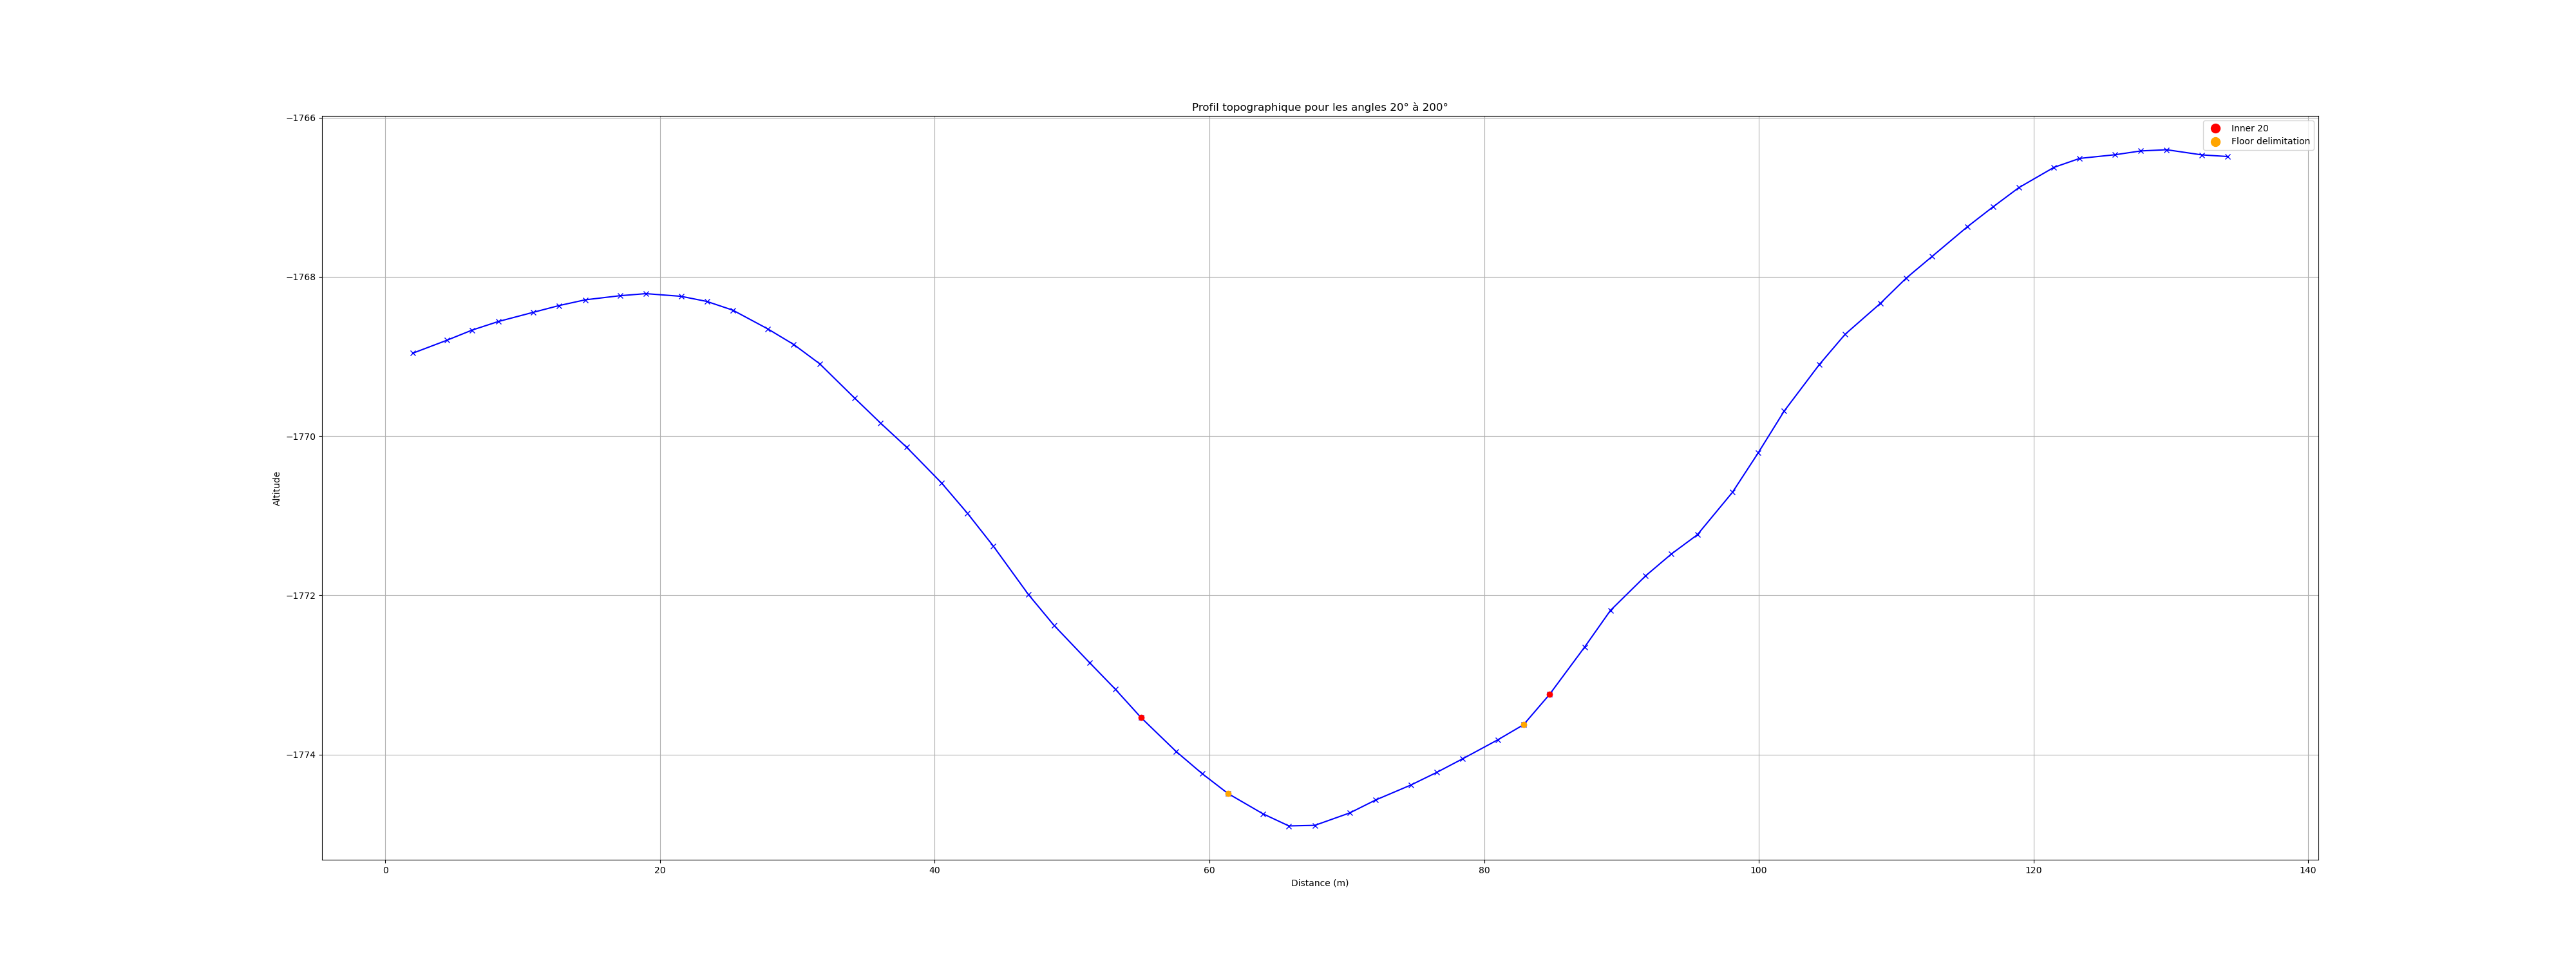 Profil topographique pour les angles 20° à 200°
Inner 20
Floor delimitation
−1766
−1768
−1770
−1772
−1774
Altitude
0 20 40 60 80 100 120 140
Distance (m)